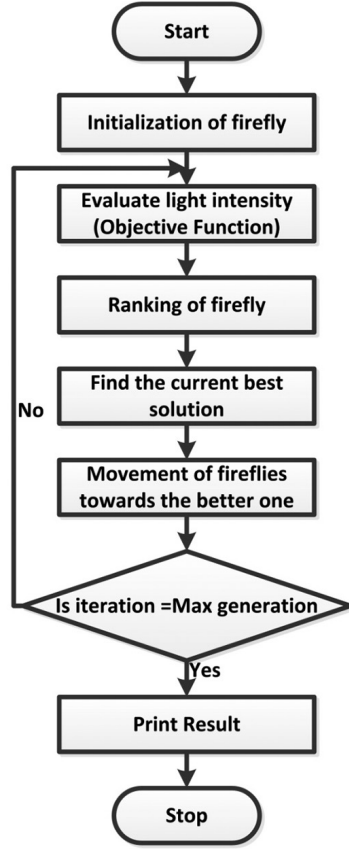 Start
Initialization of firefly
Evaluate light intensity
(Objective Function)
Ranking of firefly
Find the current best
solution
No
Movement of fireflies
towards the better one
Is iteration =Max generation
Yes
Print Result
Stop